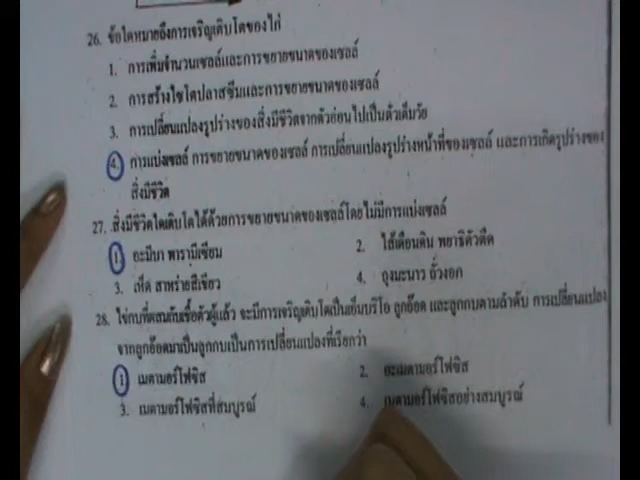 26. ข้อใดหมายถึงการเจริญเติบโตของไก่
1. การเพิ่มจำนวนเซลล์และการขยายขนาดของเซลล์
2. การสร้างไซโตปลาสซึมและการขยายขนาดของเซลล์
3. การเปลี่ยนแปลงรูปร่างของสิ่งมีชีวิตจากตัวอ่อนไปเป็นตัวเต็มวัย
4. การแบ่งเซลล์ การขยายขนาดของเซลล์ การเปลี่ยนแปลงรูปร่างหน้าที่ของเซลล์ และการเกิดรูปร่างของ
สิ่งมีชีวิต
27. สิ่งมีชีวิตใดเติบโตได้ด้วยการขยายขนาดของเซลล์โดยไม่มีการแบ่งเซลล์
1. อะมีบา พารามีเซียม 2. ไส้เดือนดิน พยาธิตัวตืด
3. เห็ด สาหร่ายสีเขียว 4. ถุงมะนาว ถั่วงอก
28. ไข่กบที่ผสมกับเชื้อตัวผู้แล้ว จะมีการเจริญเติบโตเป็นเอ็มบริโอ ลูกอ๊อด และลูกกบตามลำดับ การเปลี่ยนแปลง
จากลูกอ๊อดมาเป็นลูกกบเป็นการเปลี่ยนแปลงที่เรียกว่า
1. เมตามอร์โฟซิส 2. อะเมตามอร์โฟซิส
3. เมตามอร์โฟซิสที่สมบูรณ์ 4. เมตามอร์โฟซิสอย่างสมบูรณ์